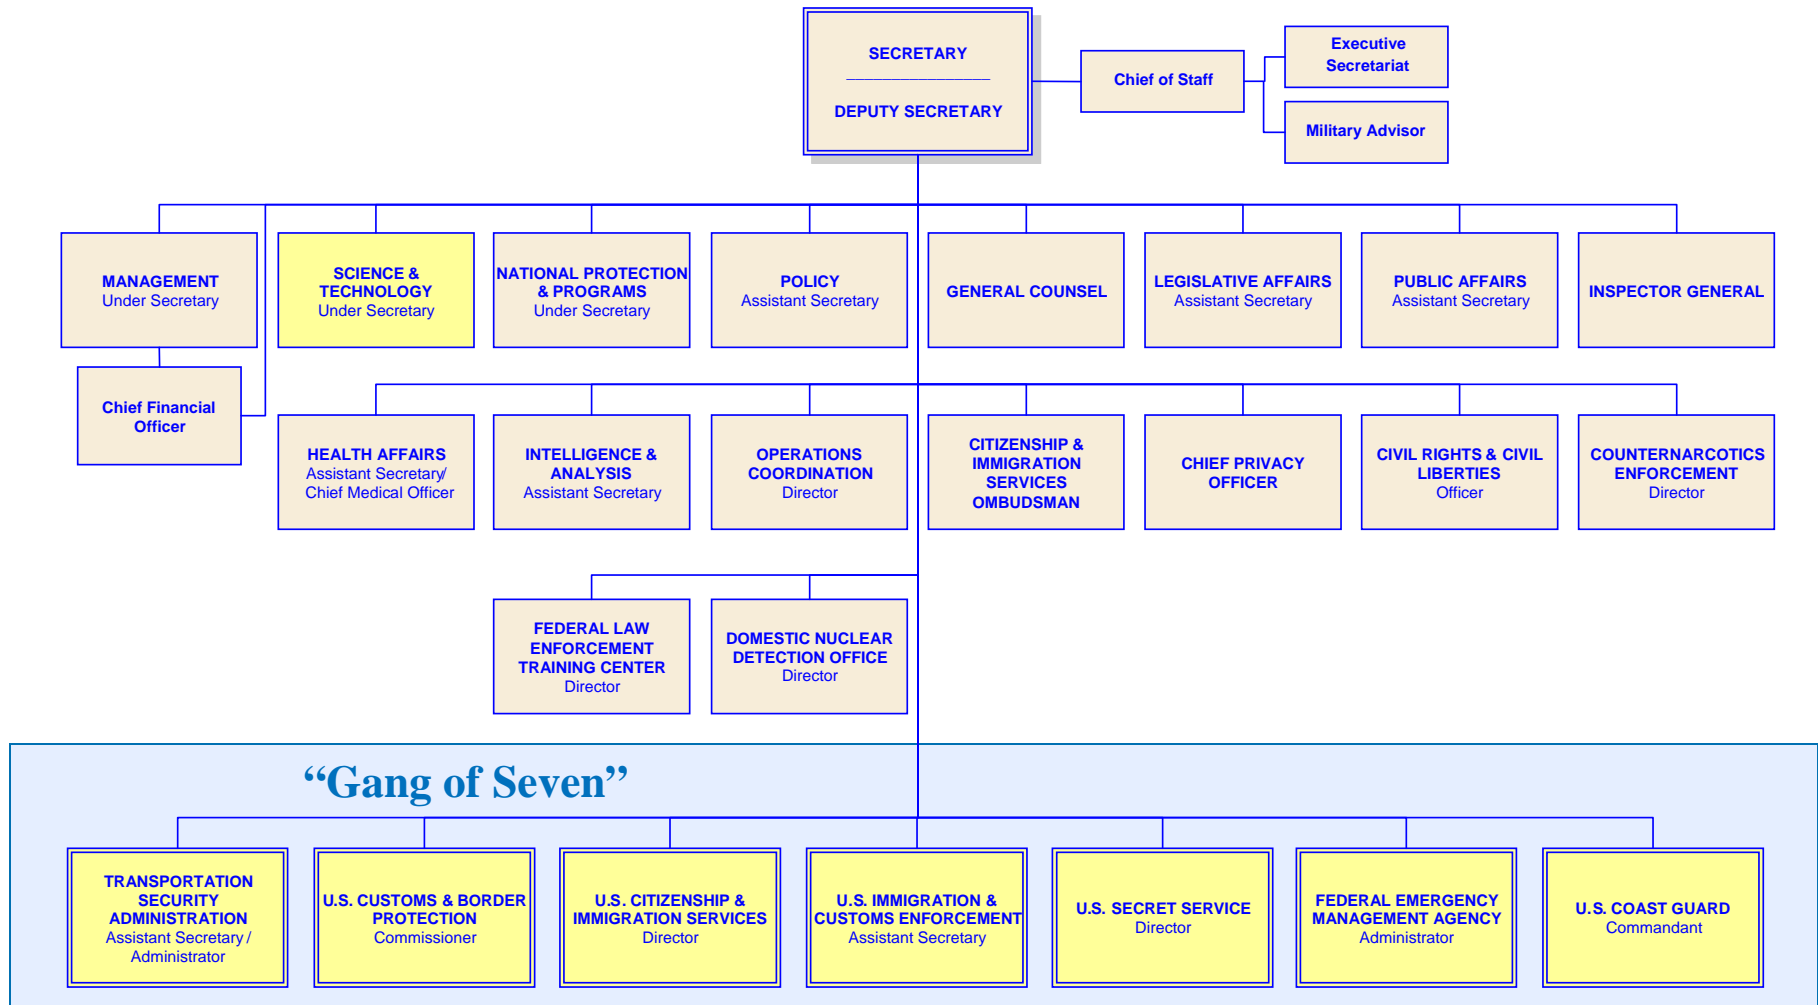 SECRETARY
________________
DEPUTY SECRETARY
Chief of Staff
Executive
Secretariat
Military Advisor
MANAGEMENT
Under Secretary
SCIENCE &
TECHNOLOGY
Under Secretary
NATIONAL PROTECTION
& PROGRAMS
Under Secretary
POLICY
Assistant Secretary
GENERAL COUNSEL
LEGISLATIVE AFFAIRS
Assistant Secretary
PUBLIC AFFAIRS
Assistant Secretary
INSPECTOR GENERAL
Chief Financial
Officer
HEALTH AFFAIRS
Assistant Secretary/
Chief Medical Officer
INTELLIGENCE &
ANALYSIS
Assistant Secretary
OPERATIONS
COORDINATION
Director
CITIZENSHIP &
IMMIGRATION
SERVICES
OMBUDSMAN
CHIEF PRIVACY
OFFICER
CIVIL RIGHTS & CIVIL
LIBERTIES
Officer
COUNTERNARCOTICS
ENFORCEMENT
Director
FEDERAL LAW
ENFORCEMENT
TRAINING CENTER
Director
DOMESTIC NUCLEAR
DETECTION OFFICE
Director
“Gang of Seven”
TRANSPORTATION
SECURITY
ADMINISTRATION
Assistant Secretary /
Administrator
U.S. CUSTOMS & BORDER
PROTECTION
Commissioner
U.S. CITIZENSHIP &
IMMIGRATION SERVICES
Director
U.S. IMMIGRATION &
CUSTOMS ENFORCEMENT
Assistant Secretary
U.S. SECRET SERVICE
Director
FEDERAL EMERGENCY
MANAGEMENT AGENCY
Administrator
U.S. COAST GUARD
Commandant